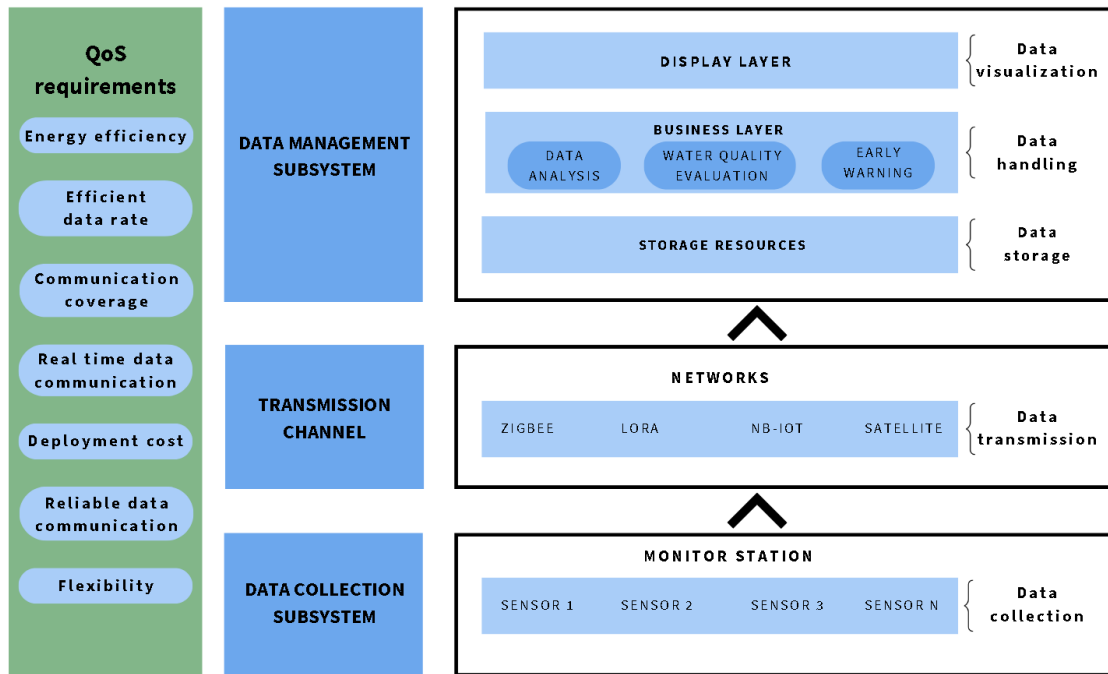 QoS
requirements
Energy efficiency
Efficient
data rate
Communication
coverage
Real time data
communication
Deployment cost
Reliable data
communication
Flexibility
DATA MANAGEMENT
SUBSYSTEM
DISPLAY LAYER
Data
visualization
BUSINESS LAYER
DATA
ANALYSIS
WATER QUALITY
EVALUATION
EARLY
WARNING
Data
handling
STORAGE RESOURCES
Data
storage
TRANSMISSION
CHANNEL
NETWORKS
ZIGBEE LORA NB-IOT SATELLITE
Data
transmission
DATA COLLECTION
SUBSYSTEM
MONITOR STATION
SENSOR 1 SENSOR 2 SENSOR 3 SENSOR N
Data
collection